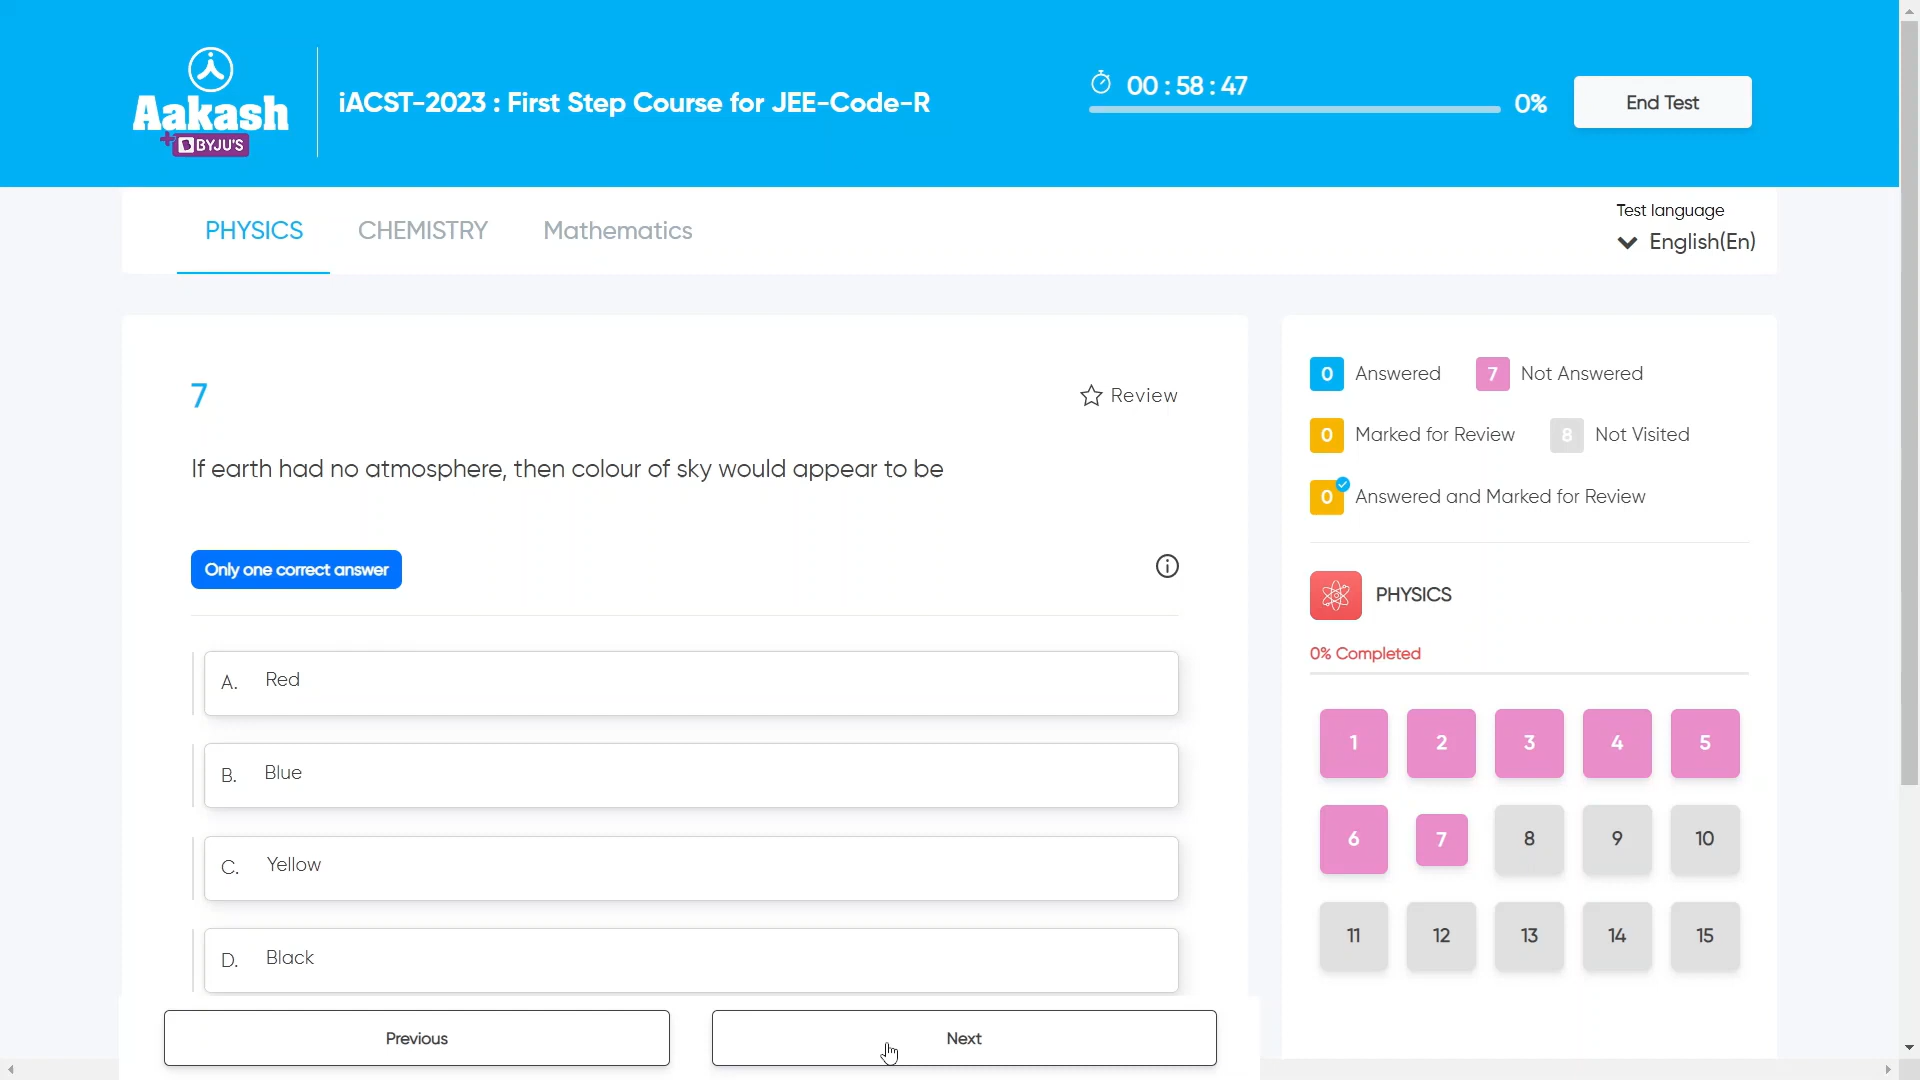 Aakash
+BYJU'S
iACST-2023 : First Step Course for JEE-Code-R
00 : 58 : 47
0%
End Test
PHYSICS
CHEMISTRY
Mathematics
Test language
English(En)
7
Review
If earth had no atmosphere, then colour of sky would appear to be
Only one correct answer
A. Red
B. Blue
C. Yellow
D. Black
Previous
Next
0 Answered
7 Not Answered
0 Marked for Review
8 Not Visited
0 Answered and Marked for Review
PHYSICS
0% Completed
1 2 3 4 5
6 7 8 9 10
11 12 13 14 15